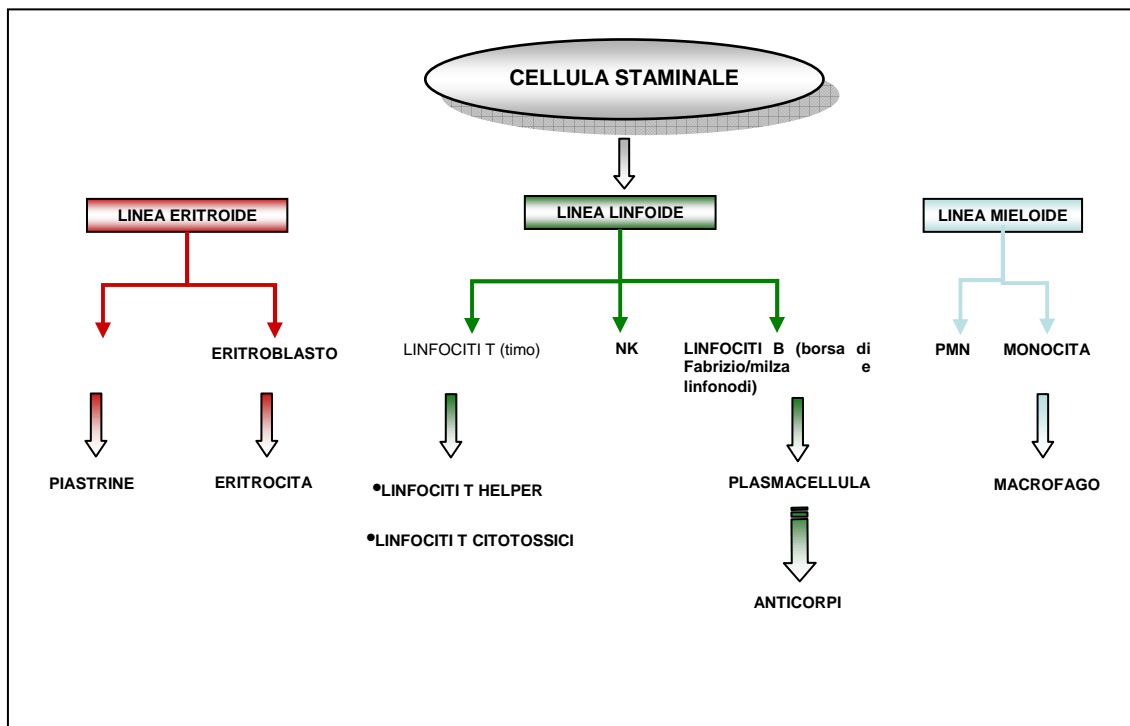 CELLULA STAMINALE
LINEA ERITROIDE
LINEA LINFOIDE
LINEA MIELOIDE
ERITROBLASTO
LINFOCITI T (timo)
NK
LINFOCITI B (borsa di
Fabrizio/milza e
linfonodi)
PMN
MONOCITA
PIASTRINE
ERITROCITA
•LINFOCITI T HELPER
•LINFOCITI T CITOTOSSICI
PLASMACELLULA
ANTICORPI
MACROFAGO